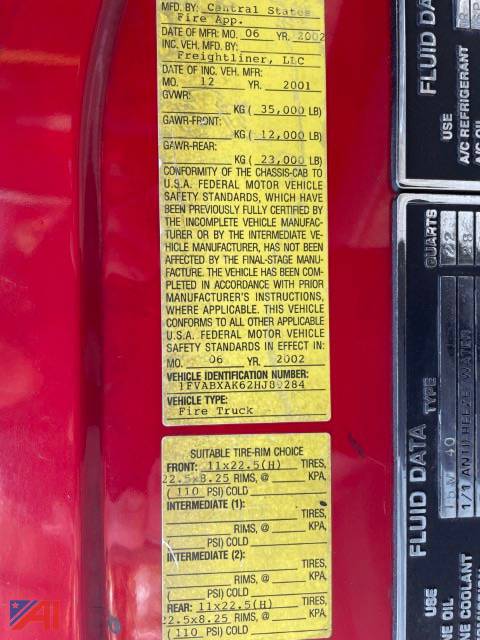 MFD. BY: Central States
Fire App.
DATE OF MFR: MO. 06 YR. 2002
INC. VEH. MFD. BY:
Freightliner, LLC
DATE OF INC. VEH. MFR:
MO. 12 YR. 2001
GVWR:
KG ( 35,000 LB)
GAWR-FRONT:
KG ( 12,000 LB)
GAWR-REAR:
KG ( 23,000 LB)
CONFORMITY OF THE CHASSIS-CAB TO
U.S.A. FEDERAL MOTOR VEHICLE
SAFETY STANDARDS, WHICH HAVE
BEEN PREVIOUSLY FULLY CERTIFIED BY
THE INCOMPLETE VEHICLE MANUFAC-
TURER OR BY THE INTERMEDIATE VE-
HICLE MANUFACTURER, HAS NOT BEEN
AFFECTED BY THE FINAL-STAGE MANU-
FACTURE. THE VEHICLE HAS BEEN COM-
PLETED IN ACCORDANCE WITH PRIOR
MANUFACTURER'S INSTRUCTIONS,
WHERE APPLICABLE. THIS VEHICLE
CONFORMS TO ALL OTHER APPLICABLE
U.S.A. FEDERAL MOTOR VEHICLE
SAFETY STANDARDS IN EFFECT IN:
MO. 06 YR. 2002
VEHICLE IDENTIFICATION NUMBER:
VEHICLE TYPE:
Fire Truck
SUITABLE TIRE-RIM CHOICE
FRONT: 11x22.5(H) TIRES,
22.5x8.25 RIMS, @ KPA,
( 110 PSI) COLD
INTERMEDIATE (1):
TIRES,
RIMS, @ KPA,
( PSI) COLD
INTERMEDIATE (2):
TIRES,
RIMS, @ KPA,
( PSI) COLD
REAR: 11x22.5(H) TIRES,
22.5x8.25 RIMS, @ KPA,
( 110 PSI) COLD
FLUID DATA
USE
A/C REFRIGERANT
A/C OIL
FLUID DATA
USE TYPE QUARTS
NE OIL 15W 40
NE COOLANT 1/1 ANTIFREEZE WATER 28
AI